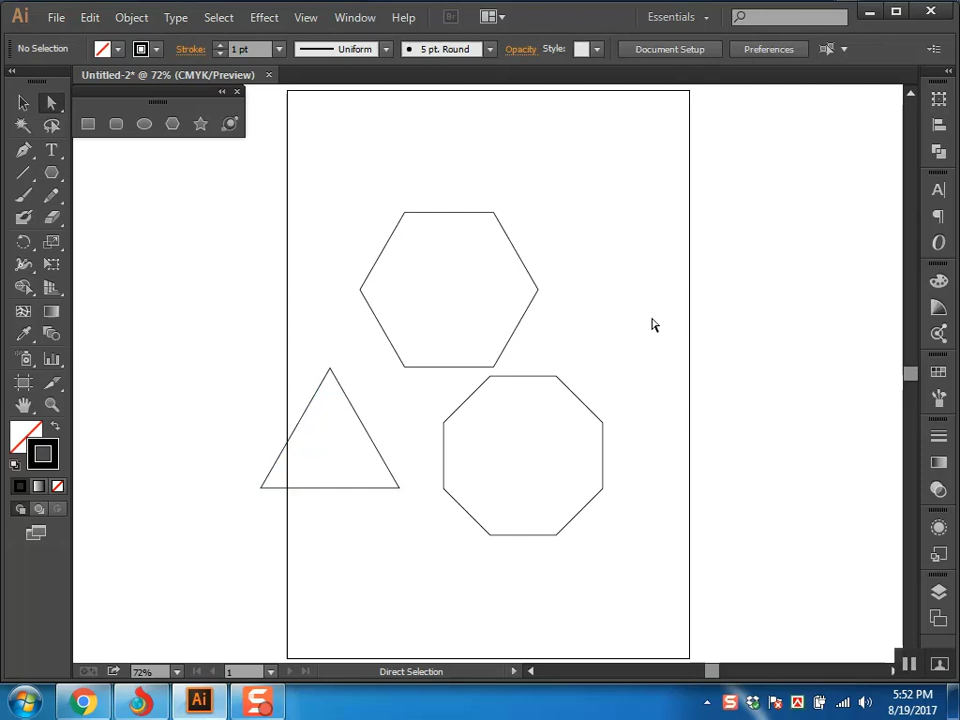 Ai File Edit Object Type Select Effect View Window Help Br Essentials
No Selection Stroke: 1 pt Uniform 5 pt. Round Opacity Style: Document Setup Preferences
Untitled-2* @ 72% (CMYK/Preview)
72% 1 Direct Selection
Ai S
5:52 PM
8/19/2017